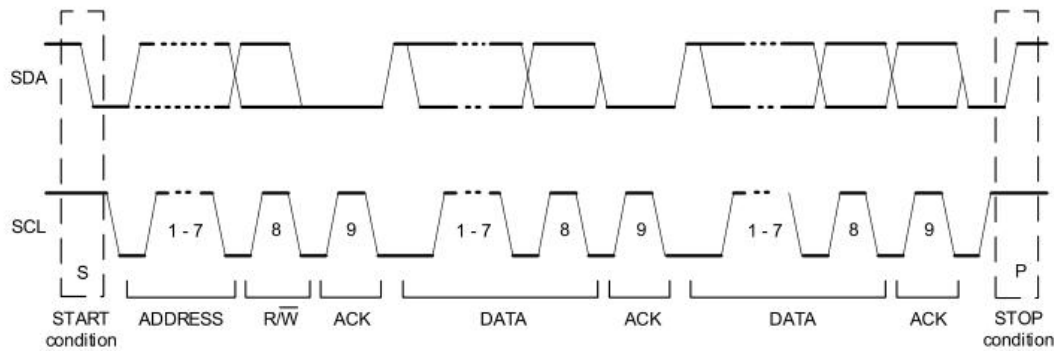 SDA
SCL
1 - 7
8
9
1 - 7
8
9
1 - 7
8
9
S
P
START condition
ADDRESS
R/W̅
ACK
DATA
ACK
DATA
ACK
STOP condition